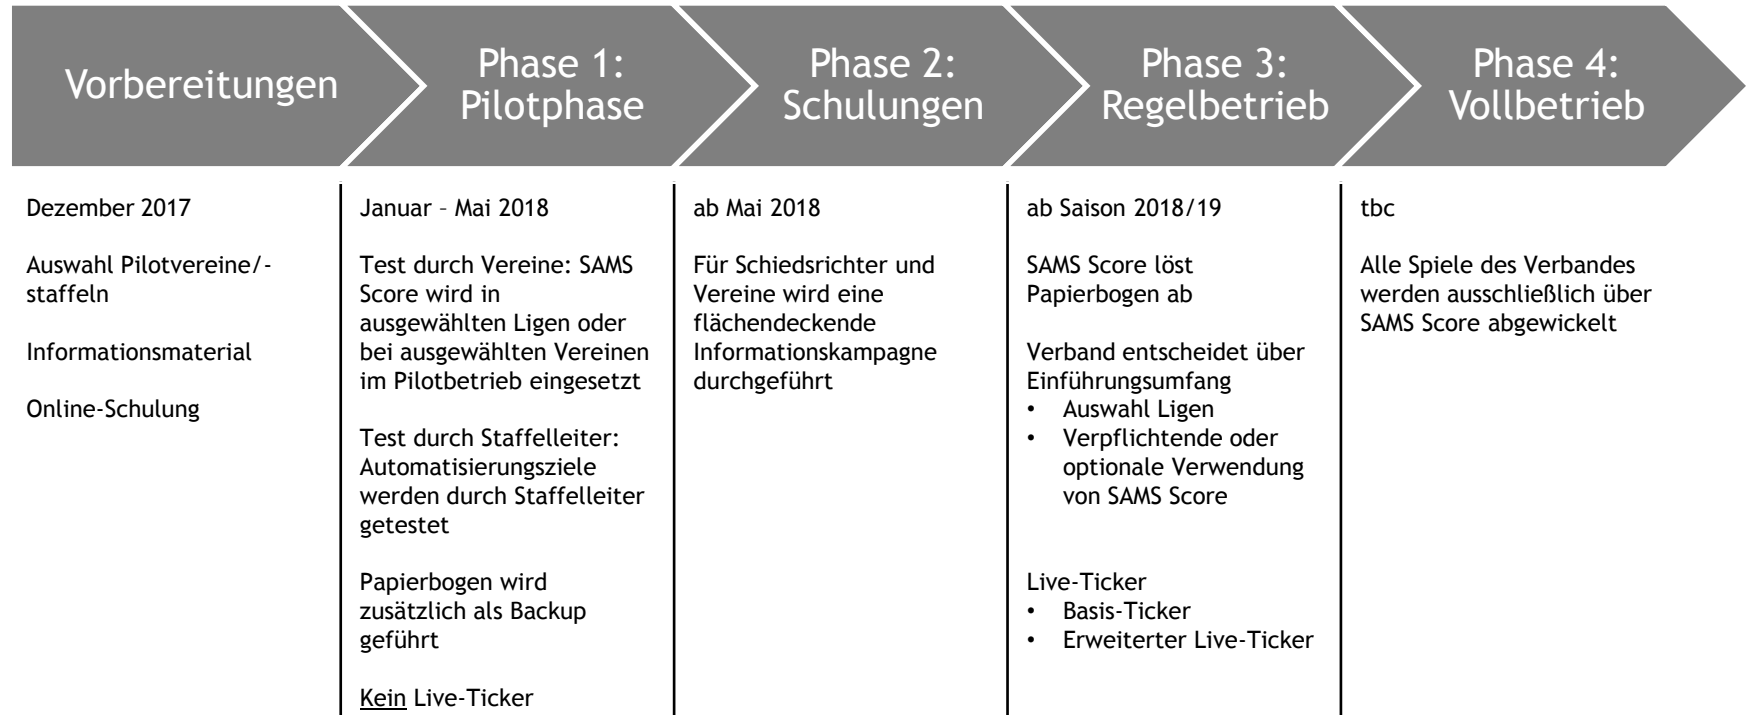 Vorbereitungen
Phase 1:
Pilotphase
Phase 2:
Schulungen
Phase 3:
Regelbetrieb
Phase 4:
Vollbetrieb
Dezember 2017
Auswahl Pilotvereine/-
staffeln
Informationsmaterial
Online-Schulung
Januar – Mai 2018
Test durch Vereine: SAMS
Score wird in
ausgewählten Ligen oder
bei ausgewählten Vereinen
im Pilotbetrieb eingesetzt
Test durch Staffelleiter:
Automatisierungsziele
werden durch Staffelleiter
getestet
Papierbogen wird
zusätzlich als Backup
geführt
Kein Live-Ticker
ab Mai 2018
Für Schiedsrichter und
Vereine wird eine
flächendeckende
Informationskampagne
durchgeführt
ab Saison 2018/19
SAMS Score löst
Papierbogen ab
Verband entscheidet über
Einführungsumfang
• Auswahl Ligen
• Verpflichtende oder
optionale Verwendung
von SAMS Score
Live-Ticker
• Basis-Ticker
• Erweiterter Live-Ticker
tbc
Alle Spiele des Verbandes
werden ausschließlich über
SAMS Score abgewickelt